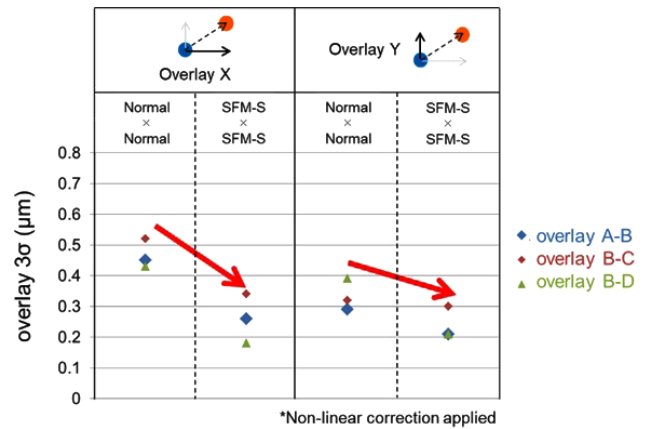 Overlay X
Overlay Y
Normal
×
Normal
SFM-S
×
SFM-S
Normal
×
Normal
SFM-S
×
SFM-S
overlay 3σ (μm)
0.8
0.7
0.6
0.5
0.4
0.3
0.2
0.1
0
overlay A-B
overlay B-C
overlay B-D
*Non-linear correction applied